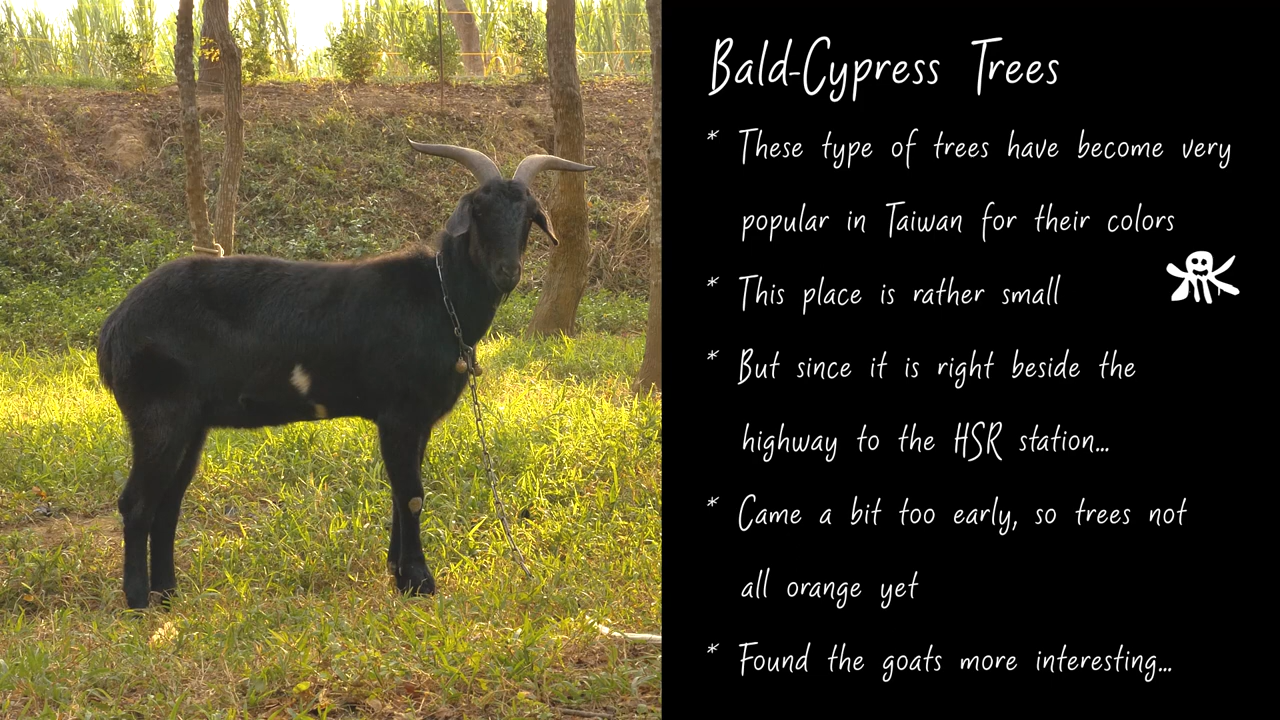 Bald-Cypress Trees
* These type of trees have become very
popular in Taiwan for their colors
* This place is rather small
* But since it is right beside the
highway to the HSR station...
* Came a bit too early, so trees not
all orange yet
* Found the goats more interesting...